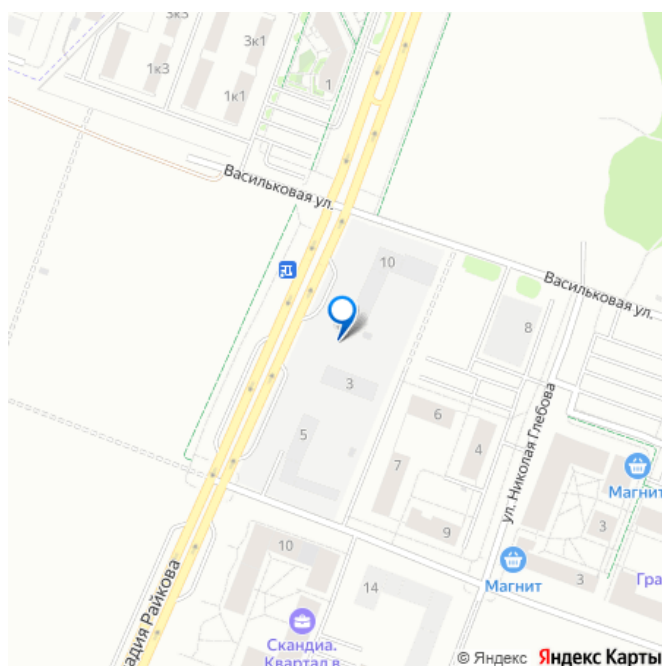 3к3
3к1
1к3
1к1
1
Васильковая ул.
10
Васильковая ул.
8
3
6
5
4
7
ул. Николая Глебова
9
Магнит
3
10
Магнит
3
Гра
14
адия Райкова
Скандиа.
Квартал в
© Яндекс Яндекс Карты